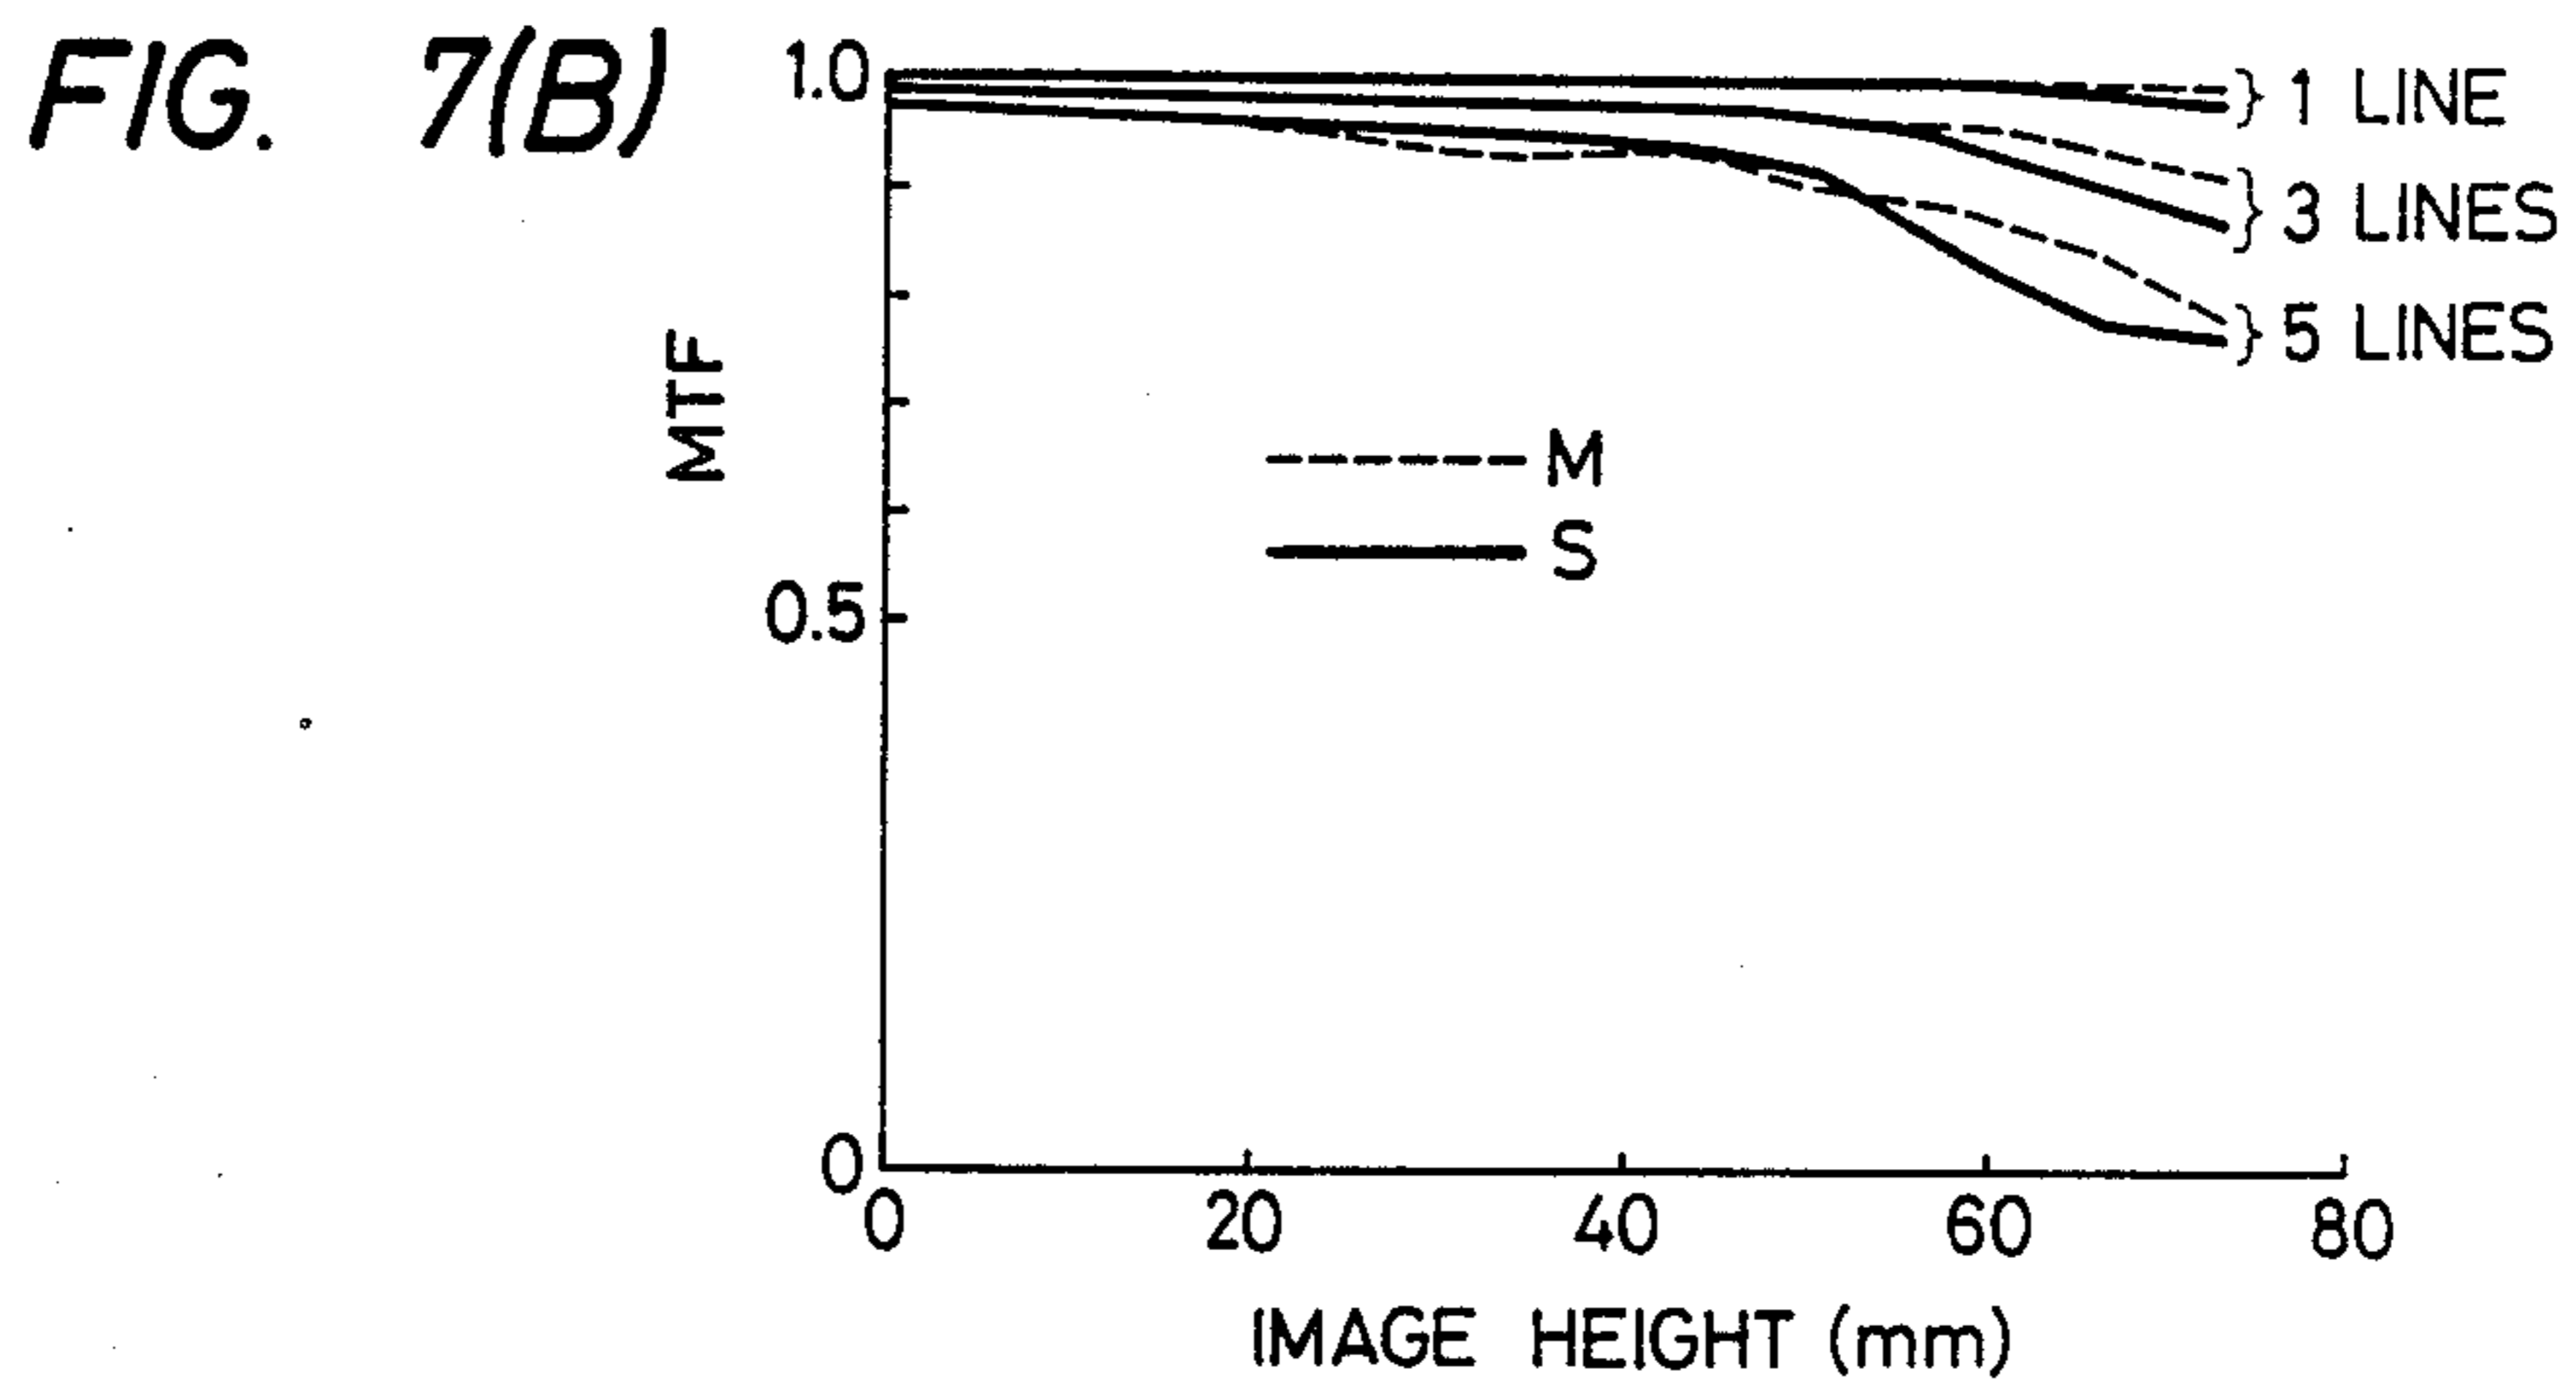 FIG. 7(B)
1.0
1 LINE
3 LINES
5 LINES
MTF
M
S
0.5
0
0 20 40 60 80
IMAGE HEIGHT (mm)